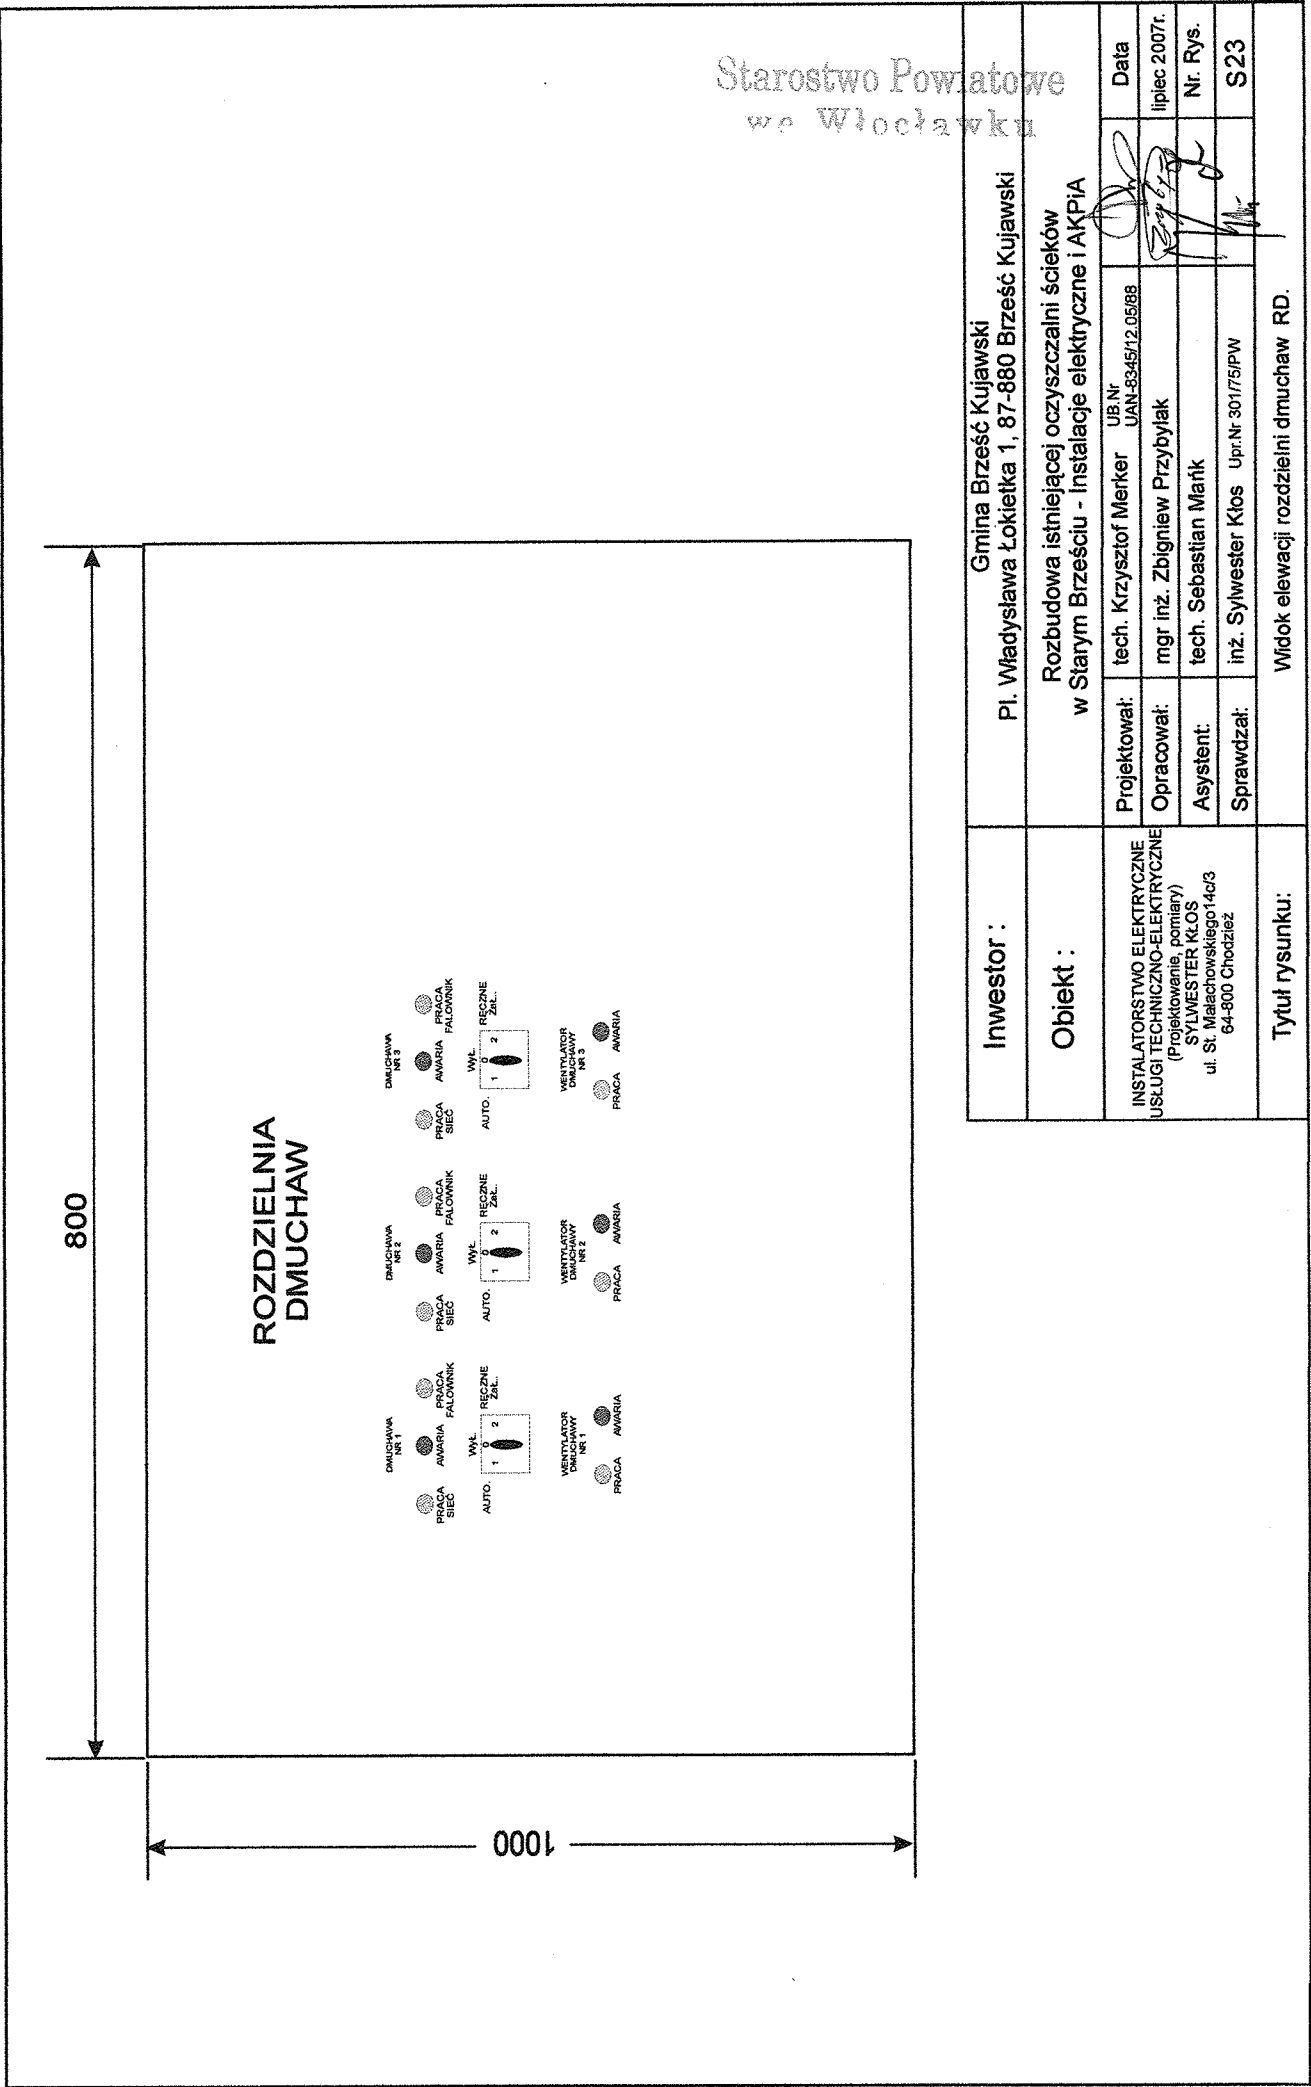 Starostwo Powiatowe
we Włocławku
800
1000
ROZDZIELNIA
DMUCHAW
DMUCHAWA
NR 1
PRACA
SIEĆ
AWARIA
PRACA
FALOWNIK
AUTO.
Wył.
RĘCZNE
Zał..
1 0 2
WENTYLATOR
DMUCHAWY
NR 1
PRACA
AWARIA
DMUCHAWA
NR 2
PRACA
SIEĆ
AWARIA
PRACA
FALOWNIK
AUTO.
Wył.
RĘCZNE
Zał..
1 0 2
WENTYLATOR
DMUCHAWY
NR 2
PRACA
AWARIA
DMUCHAWA
NR 3
PRACA
SIEĆ
AWARIA
PRACA
FALOWNIK
AUTO.
Wył.
RĘCZNE
Zał..
1 0 2
WENTYLATOR
DMUCHAWY
NR 3
PRACA
AWARIA
Inwestor :
Gmina Brześć Kujawski
Pl. Władysława Łokietka 1, 87-880 Brześć Kujawski
Obiekt :
Rozbudowa istniejącej oczyszczalni ścieków
w Starym Brześciu - Instalacje elektryczne i AKPiA
INSTALATORSTWO ELEKTRYCZNE
USŁUGI TECHNICZNO-ELEKTRYCZNE
(Projektowanie, pomiary)
SYLWESTER KŁOS
ul. St. Małachowskiego14c/3
64-800 Chodzież
Projektował: tech. Krzysztof Merker UB.Nr UAN-8345/12.05/88 Data
Opracował: mgr inż. Zbigniew Przybylak lipiec 2007r.
Asystent: tech. Sebastian Mańk Nr. Rys.
Sprawdzał: inż. Sylwester Kłos Upr.Nr 301/75/PW S23
Tytuł rysunku: Widok elewacji rozdzielni dmuchaw RD.